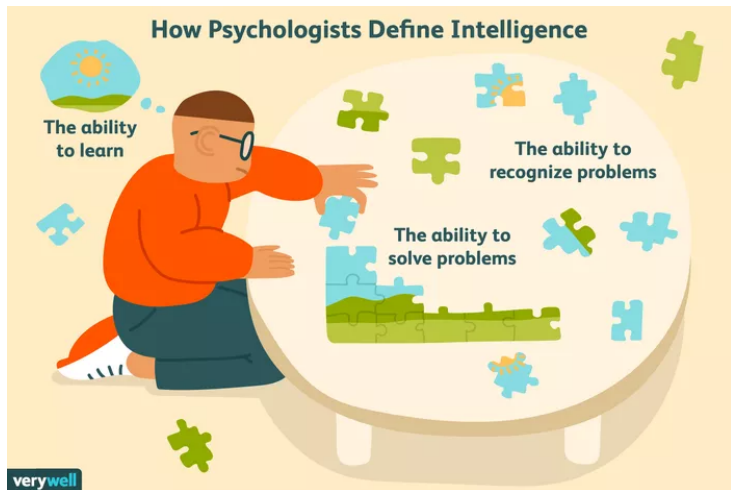 How Psychologists Define Intelligence
The ability
to learn
The ability to
recognize problems
The ability to
solve problems
verywell